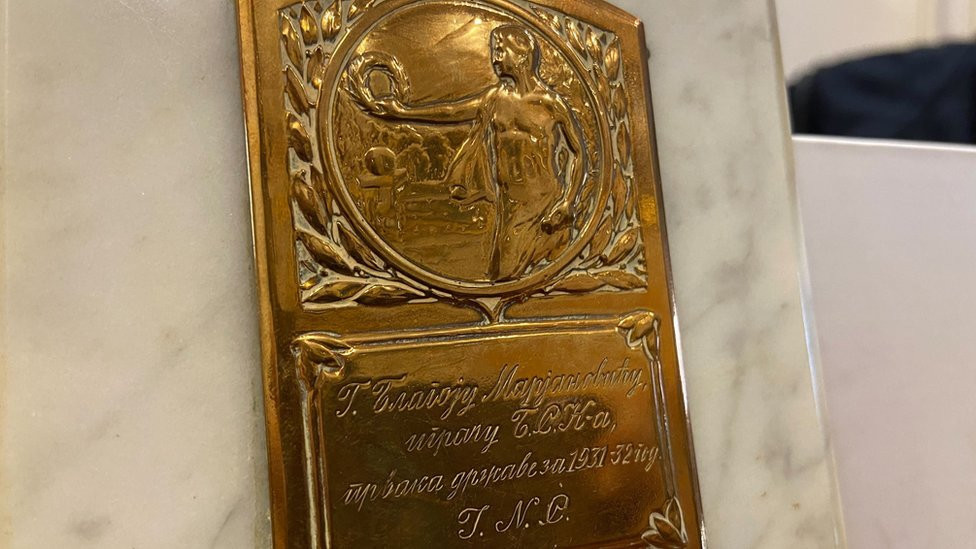 Г. Благоју Марјановићу,
играчу Б.С.К-а,
првака државе за 1931-32 год.
Г. N. С.